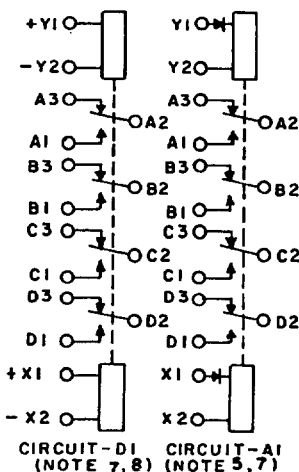 +Y1
-Y2
A3
A2
A1
B3
B2
B1
C3
C2
C1
D3
D2
D1
+X1
-X2
CIRCUIT-D1
(NOTE 7,8)
Y1
Y2
A3
A2
A1
B3
B2
B1
C3
C2
C1
D3
D2
D1
X1
X2
CIRCUIT-A1
(NOTE 5,7)